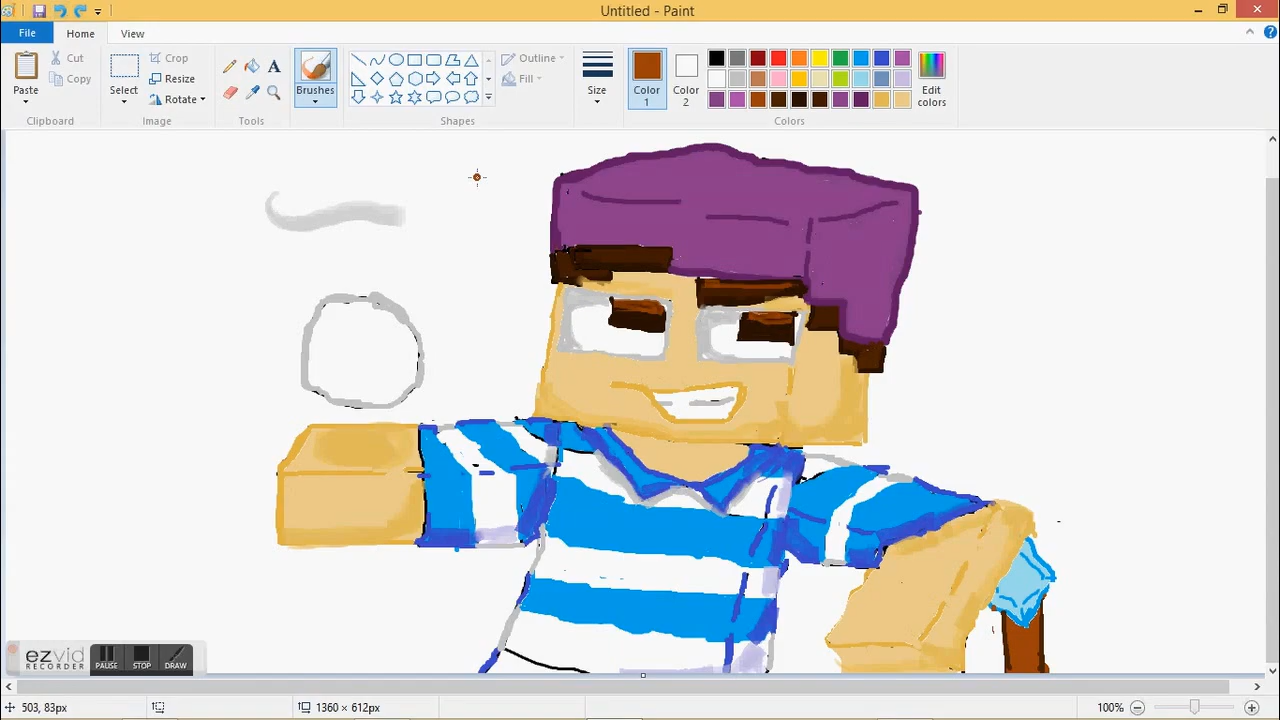 Untitled - Paint
File Home View
Paste Cut Copy
Select Crop Resize Rotate
Brushes
Outline Fill
Size
Color 1 Color 2
Edit colors
Clipboard Image Tools Shapes Colors
ezvid RECORDER PAUSE STOP DRAW
503, 83px 1360 × 612px 100%